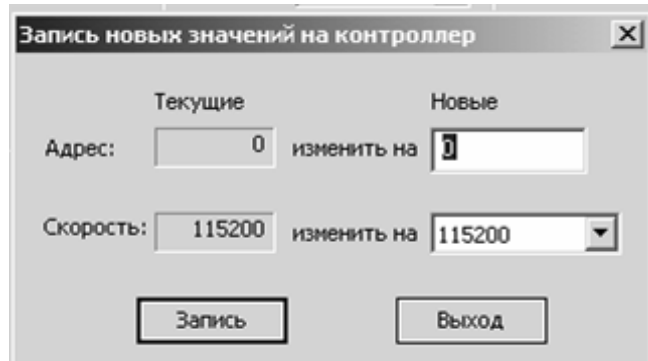 Запись новых значений на контроллер
Текущие Новые
Адрес: 0 изменить на 0
Скорость: 115200 изменить на 115200
Запись Выход